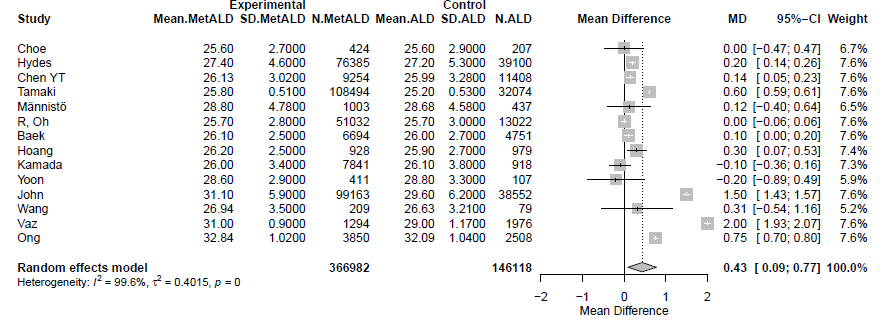 Experimental Control
Study Mean.MetALD SD.MetALD N.MetALD Mean.ALD SD.ALD N.ALD Mean Difference MD 95%−CI Weight
Choe 25.60 2.7000 424 25.60 2.9000 207 0.00 [−0.47; 0.47] 6.7%
Hydes 27.40 4.6000 76385 27.20 5.3000 39100 0.20 [ 0.14; 0.26] 7.6%
Chen YT 26.13 3.0200 9254 25.99 3.2800 11408 0.14 [ 0.05; 0.23] 7.6%
Tamaki 25.80 0.5100 108494 25.20 0.5300 32074 0.60 [ 0.59; 0.61] 7.6%
Männistö 28.80 4.7800 1003 28.68 4.5800 437 0.12 [−0.40; 0.64] 6.5%
R, Oh 25.70 2.8000 51032 25.70 3.0000 13022 0.00 [−0.06; 0.06] 7.6%
Baek 26.10 2.5000 6694 26.00 2.7000 4751 0.10 [ 0.00; 0.20] 7.6%
Hoang 26.20 2.5000 928 25.90 2.7000 979 0.30 [ 0.07; 0.53] 7.4%
Kamada 26.00 3.4000 7841 26.10 3.8000 918 −0.10 [−0.36; 0.16] 7.3%
Yoon 28.60 2.9000 411 28.80 3.3000 107 −0.20 [−0.89; 0.49] 5.9%
John 31.10 5.9000 99163 29.60 6.2000 38552 1.50 [ 1.43; 1.57] 7.6%
Wang 26.94 3.5000 209 26.63 3.2100 79 0.31 [−0.54; 1.16] 5.2%
Vaz 31.00 0.9000 1294 29.00 1.1700 1976 2.00 [ 1.93; 2.07] 7.6%
Ong 32.84 1.0200 3850 32.09 1.0400 2508 0.75 [ 0.70; 0.80] 7.6%
Random effects model 366982 146118 0.43 [ 0.09; 0.77] 100.0%
Heterogeneity: I² = 99.6%, τ² = 0.4015, p = 0
−2 −1 0 1 2
Mean Difference